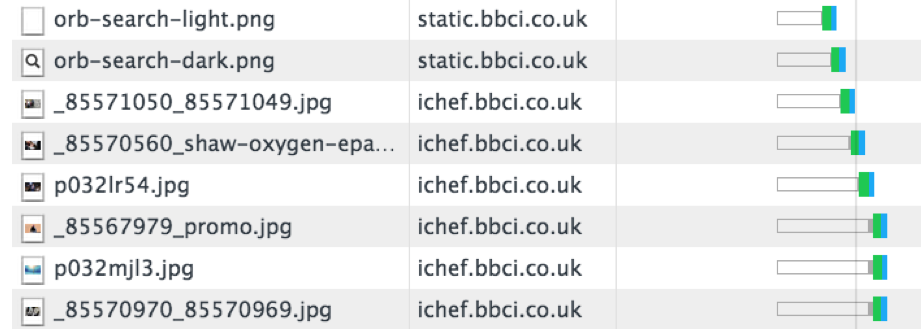 orb-search-light.png static.bbci.co.uk
orb-search-dark.png static.bbci.co.uk
_85571050_85571049.jpg ichef.bbci.co.uk
_85570560_shaw-oxygen-epa... ichef.bbci.co.uk
p032lr54.jpg ichef.bbci.co.uk
_85567979_promo.jpg ichef.bbci.co.uk
p032mjl3.jpg ichef.bbci.co.uk
_85570970_85570969.jpg ichef.bbci.co.uk